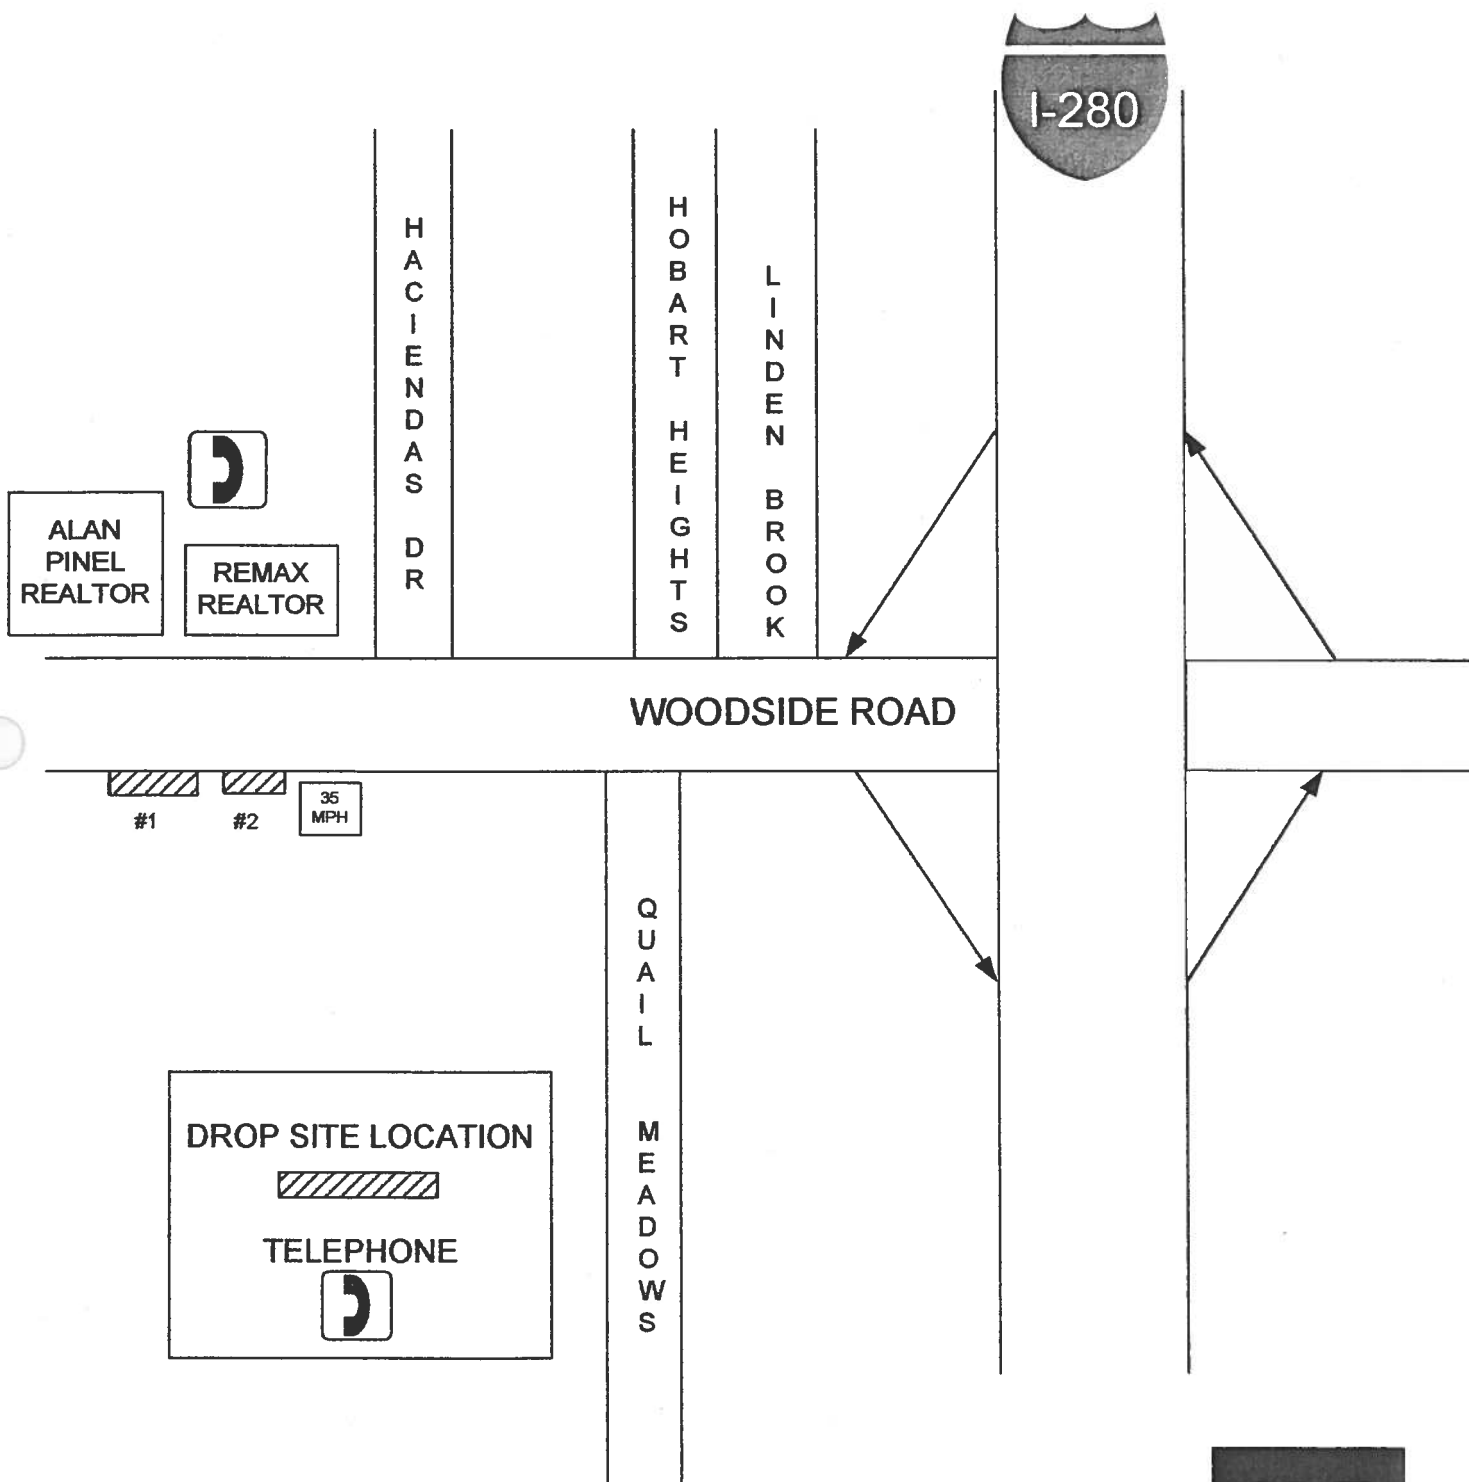 I-280
HACIENDAS DR
HOBART HEIGHTS
LINDEN BROOK
ALAN
PINEL
REALTOR
REMAX
REALTOR
WOODSIDE ROAD
#1
#2
35
MPH
QUAIL MEADOWS
DROP SITE LOCATION
TELEPHONE